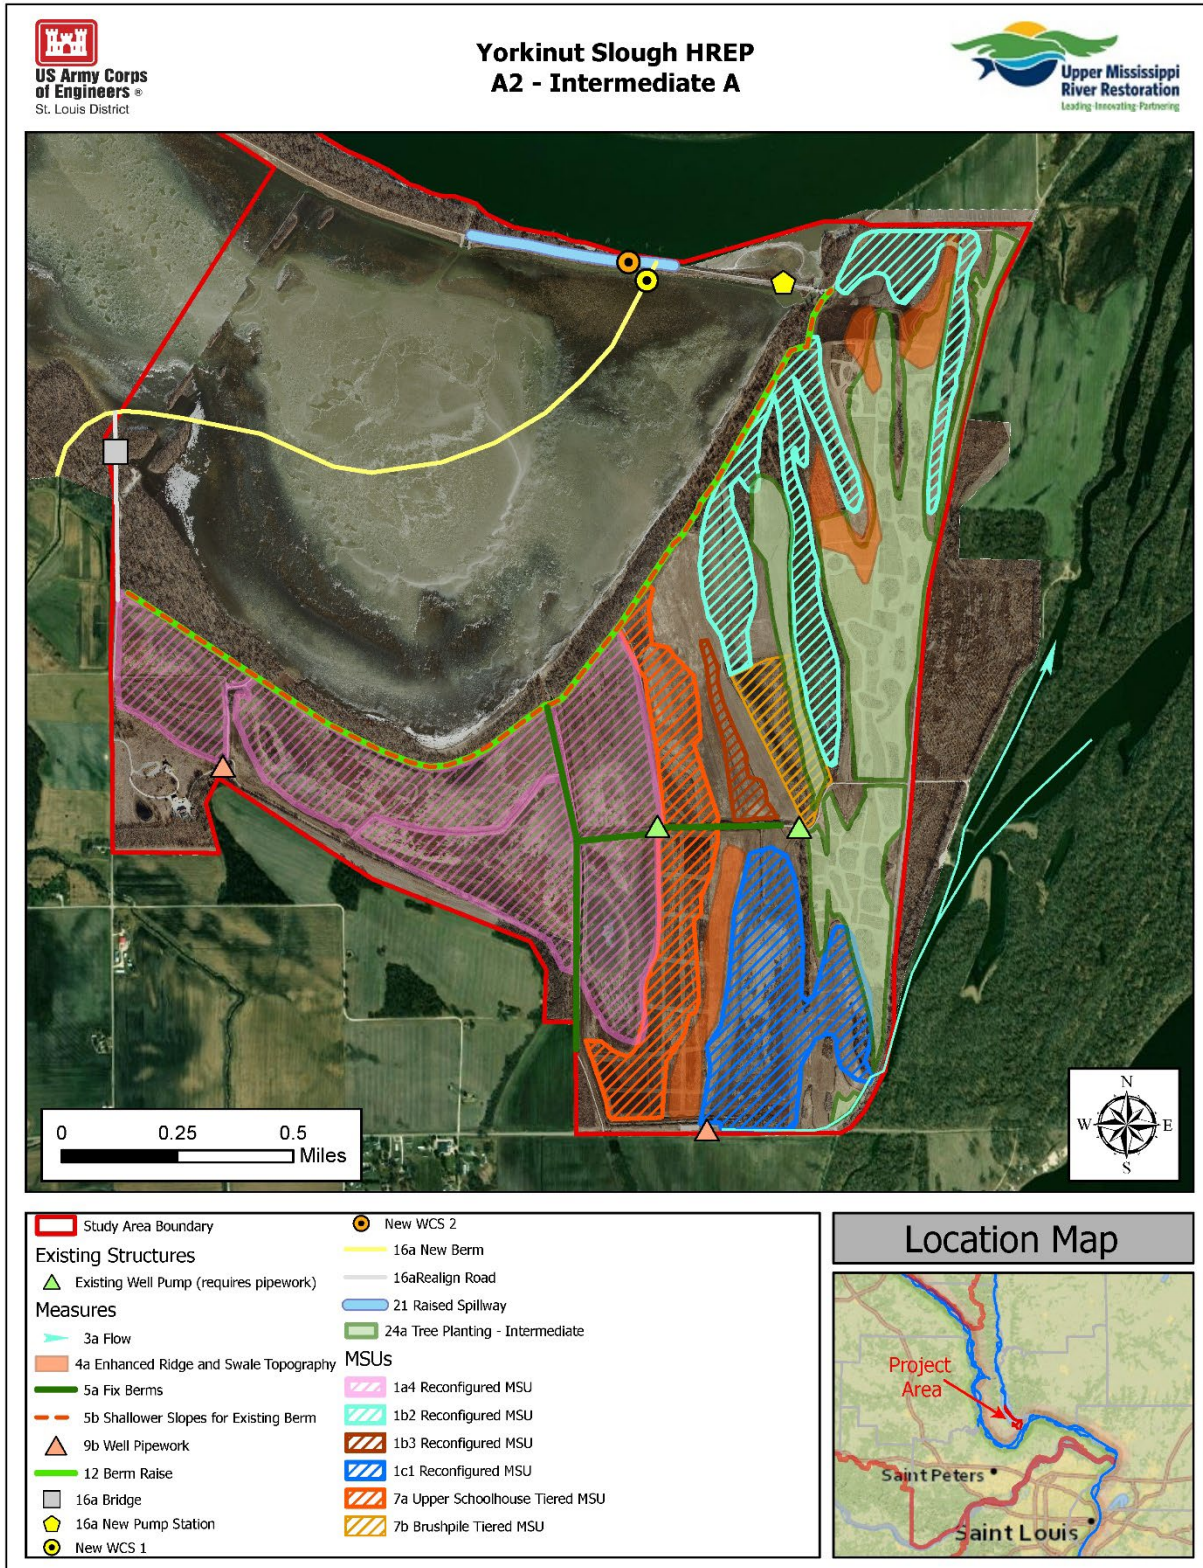 US Army Corps
of Engineers ®
St. Louis District
Yorkinut Slough HREP
A2 - Intermediate A
Upper Mississippi
River Restoration
Leading-Innovating-Partnering
N
W E
S
0 0.25 0.5
Miles
Study Area Boundary
Existing Structures
Existing Well Pump (requires pipework)
Measures
3a Flow
4a Enhanced Ridge and Swale Topography
5a Fix Berms
5b Shallower Slopes for Existing Berm
9b Well Pipework
12 Berm Raise
16a Bridge
16a New Pump Station
New WCS 1
New WCS 2
16a New Berm
16aRealign Road
21 Raised Spillway
24a Tree Planting - Intermediate
MSUs
1a4 Reconfigured MSU
1b2 Reconfigured MSU
1b3 Reconfigured MSU
1c1 Reconfigured MSU
7a Upper Schoolhouse Tiered MSU
7b Brushpile Tiered MSU
Location Map
Project
Area
Saint Peters
Saint Louis